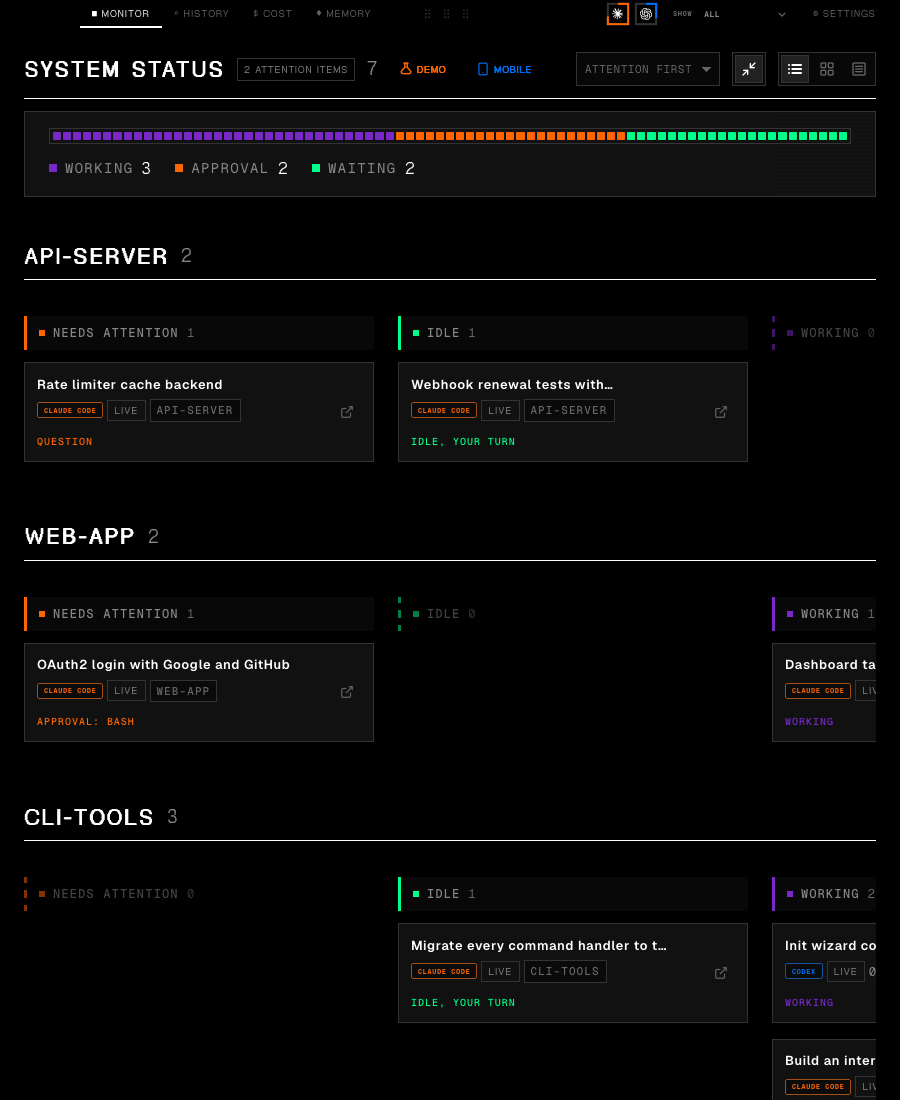 MONITOR HISTORY $ COST MEMORY SHOW ALL SETTINGS
SYSTEM STATUS 2 ATTENTION ITEMS 7 DEMO MOBILE ATTENTION FIRST
WORKING 3 APPROVAL 2 WAITING 2
API-SERVER 2
NEEDS ATTENTION 1
IDLE 1
WORKING 0
Rate limiter cache backend
CLAUDE CODE LIVE API-SERVER
QUESTION
Webhook renewal tests with…
CLAUDE CODE LIVE API-SERVER
IDLE, YOUR TURN
WEB-APP 2
NEEDS ATTENTION 1
IDLE 0
WORKING 1
OAuth2 login with Google and GitHub
CLAUDE CODE LIVE WEB-APP
APPROVAL: BASH
Dashboard ta
CLAUDE CODE LIV
WORKING
CLI-TOOLS 3
NEEDS ATTENTION 0
IDLE 1
WORKING 2
Migrate every command handler to t…
CLAUDE CODE LIVE CLI-TOOLS
IDLE, YOUR TURN
Init wizard co
CODEX LIVE
WORKING
Build an inter
CLAUDE CODE LIV